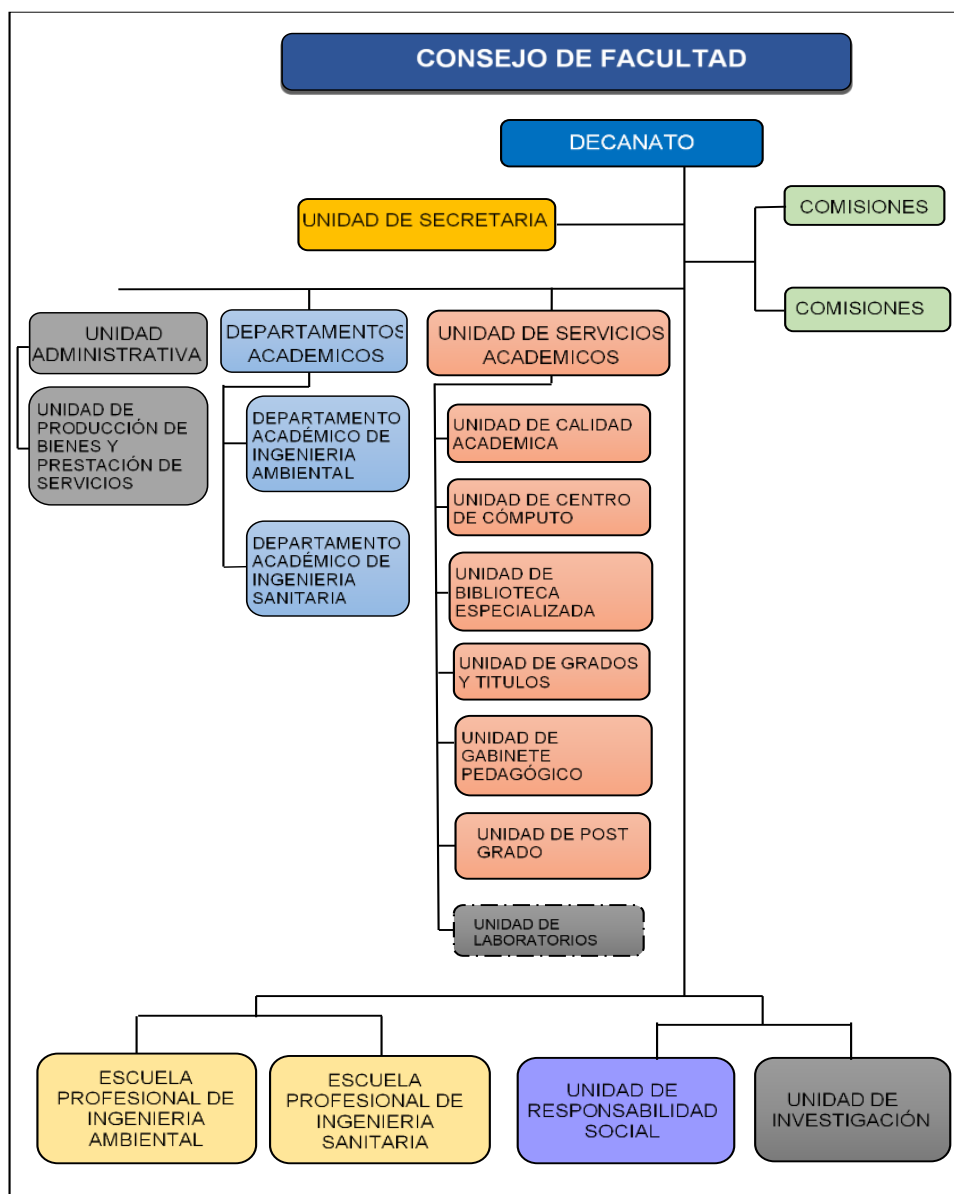 CONSEJO DE FACULTAD
DECANATO
UNIDAD DE SECRETARIA
COMISIONES
COMISIONES
UNIDAD
ADMINISTRATIVA
DEPARTAMENTOS
ACADEMICOS
UNIDAD DE SERVICIOS
ACADEMICOS
UNIDAD DE
PRODUCCIÓN DE
BIENES Y
PRESTACIÓN DE
SERVICIOS
DEPARTAMENTO
ACADÉMICO DE
INGENIERIA
AMBIENTAL
DEPARTAMENTO
ACADÉMICO DE
INGENIERIA
SANITARIA
UNIDAD DE CALIDAD
ACADEMICA
UNIDAD DE CENTRO
DE CÓMPUTO
UNIDAD DE
BIBLIOTECA
ESPECIALIZADA
UNIDAD DE GRADOS
Y TITULOS
UNIDAD DE
GABINETE
PEDAGÓGICO
UNIDAD DE POST
GRADO
UNIDAD DE
LABORATORIOS
ESCUELA
PROFESIONAL DE
INGENIERIA
AMBIENTAL
ESCUELA
PROFESIONAL DE
INGENIERIA
SANITARIA
UNIDAD DE
RESPONSABILIDAD
SOCIAL
UNIDAD DE
INVESTIGACIÓN